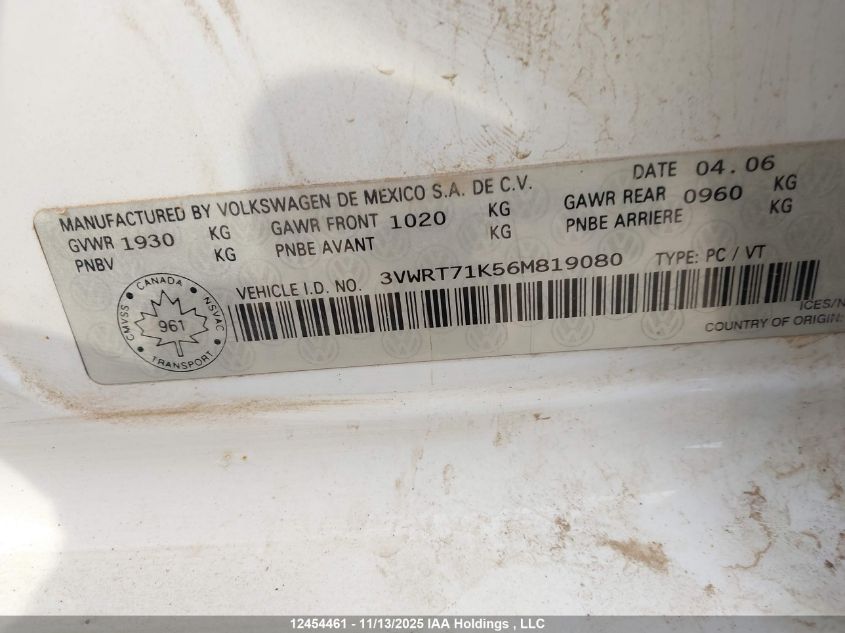 DATE 04.06
MANUFACTURED BY VOLKSWAGEN DE MEXICO S.A. DE C.V.
GVWR 1930 KG GAWR FRONT 1020 KG GAWR REAR 0960 KG
PNBV KG PNBE AVANT KG PNBE ARRIERE KG
VEHICLE I.D. NO. 3VWRT71K56M819080 TYPE: PC / VT
CANADA
CMVSS 961 NSVAC
TRANSPORT
ICES/N
COUNTRY OF ORIGIN:
12454461 - 11/13/2025 IAA Holdings , LLC